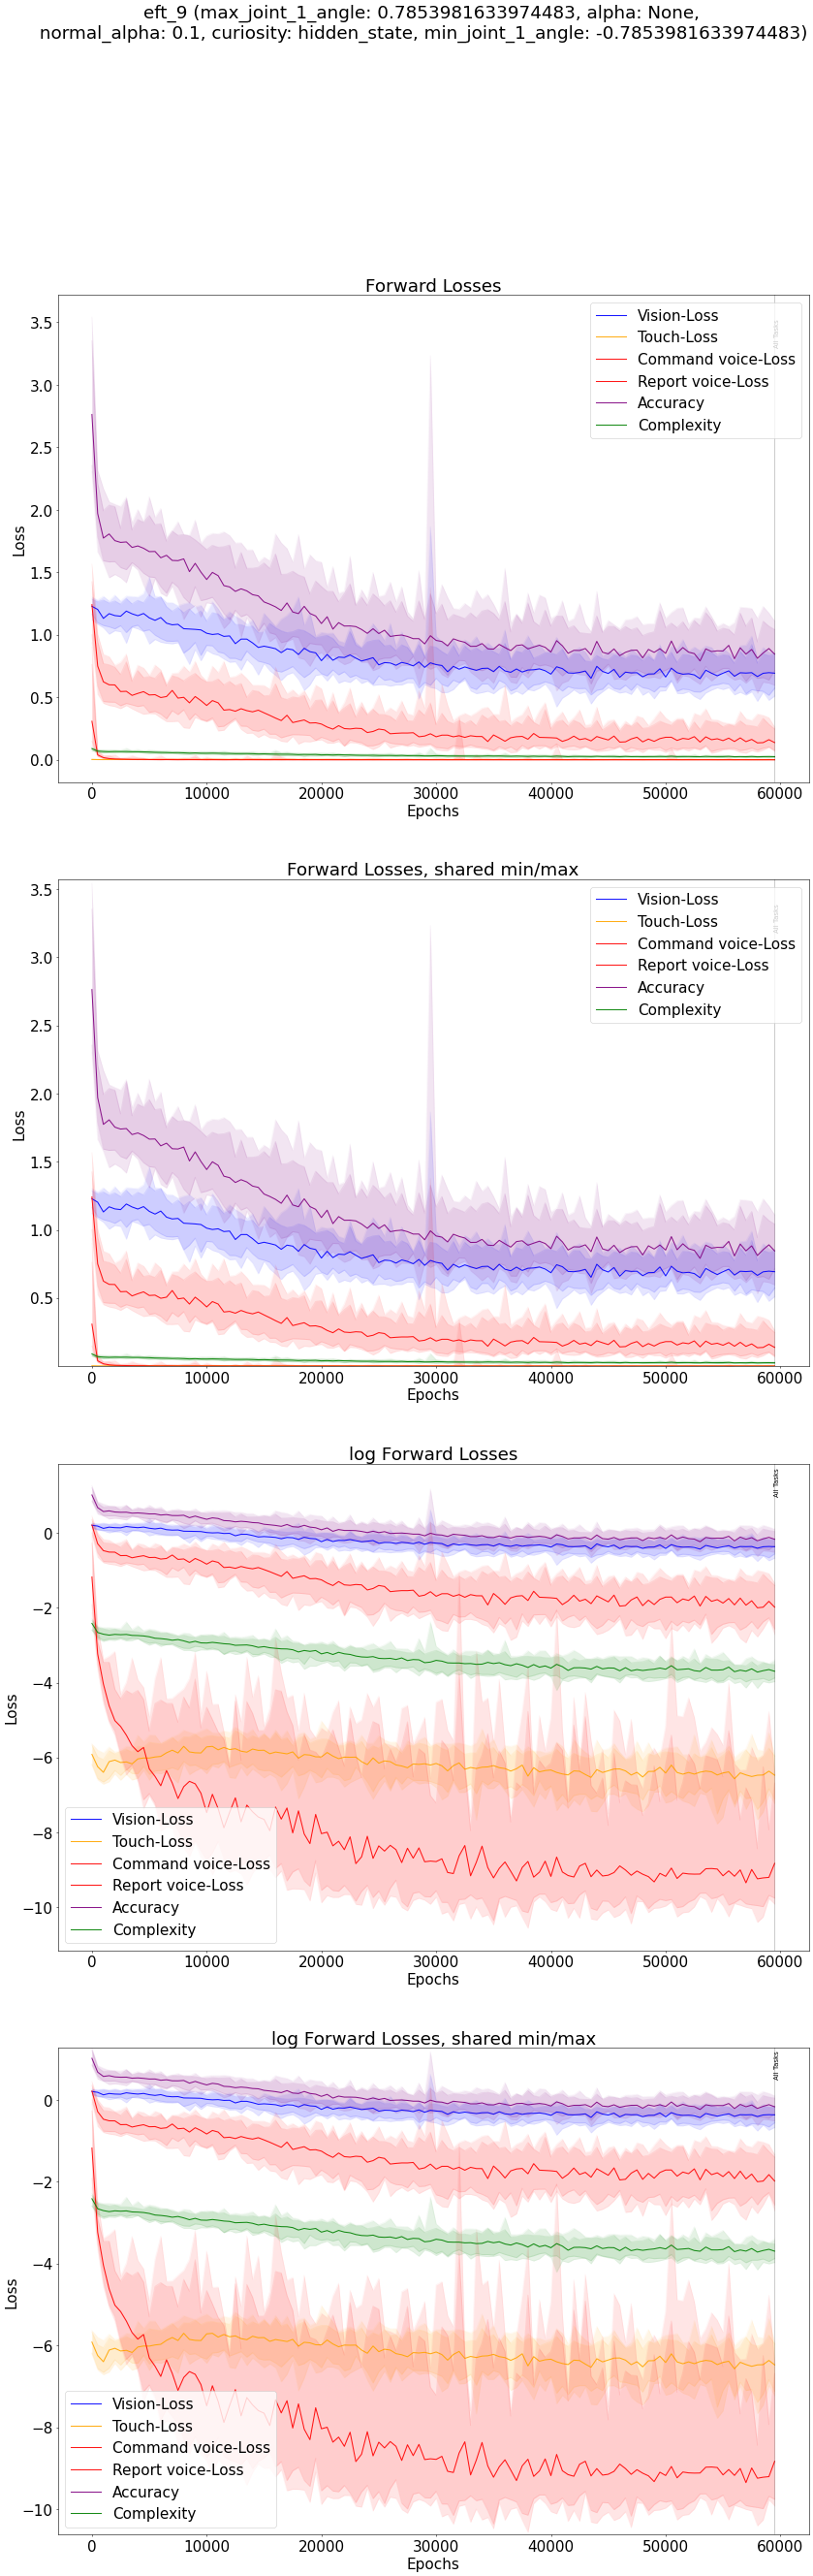 eft_9 (max_joint_1_angle: 0.7853981633974483, alpha: None,
normal_alpha: 0.1, curiosity: hidden_state, min_joint_1_angle: -0.7853981633974483)
Forward Losses
3.5
3.0
2.5
2.0
1.5
1.0
0.5
0.0
Loss
Vision-Loss
Touch-Loss
Command voice-Loss
Report voice-Loss
Accuracy
Complexity
All Tasks
0 10000 20000 30000 40000 50000 60000
Epochs
Forward Losses, shared min/max
3.5
3.0
2.5
2.0
1.5
1.0
0.5
Loss
Vision-Loss
Touch-Loss
Command voice-Loss
Report voice-Loss
Accuracy
Complexity
All Tasks
0 10000 20000 30000 40000 50000 60000
Epochs
log Forward Losses
0
−2
−4
−6
−8
−10
Loss
All Tasks
Vision-Loss
Touch-Loss
Command voice-Loss
Report voice-Loss
Accuracy
Complexity
0 10000 20000 30000 40000 50000 60000
Epochs
log Forward Losses, shared min/max
0
−2
−4
−6
−8
−10
Loss
All Tasks
Vision-Loss
Touch-Loss
Command voice-Loss
Report voice-Loss
Accuracy
Complexity
0 10000 20000 30000 40000 50000 60000
Epochs